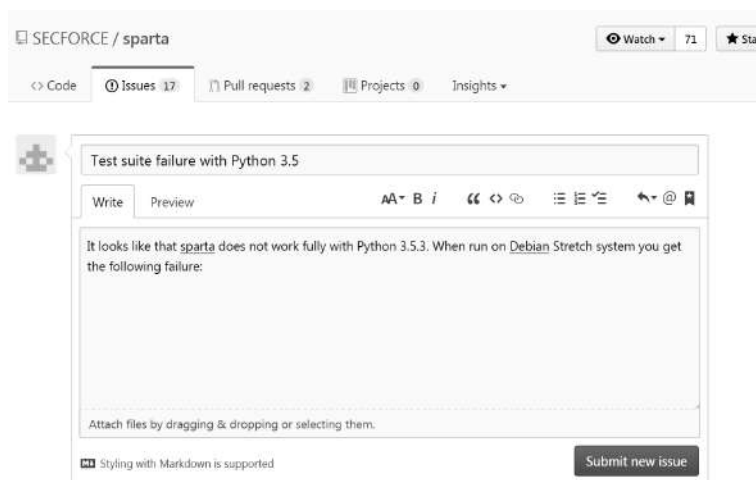 SECFORCE / sparta
Watch 71
Code Issues 17 Pull requests 2 Projects 0 Insights
Test suite failure with Python 3.5
Write Preview AA B i
It looks like that sparta does not work fully with Python 3.5.3. When run on Debian Stretch system you get
the following failure:
Attach files by dragging & dropping or selecting them.
Styling with Markdown is supported
Submit new issue